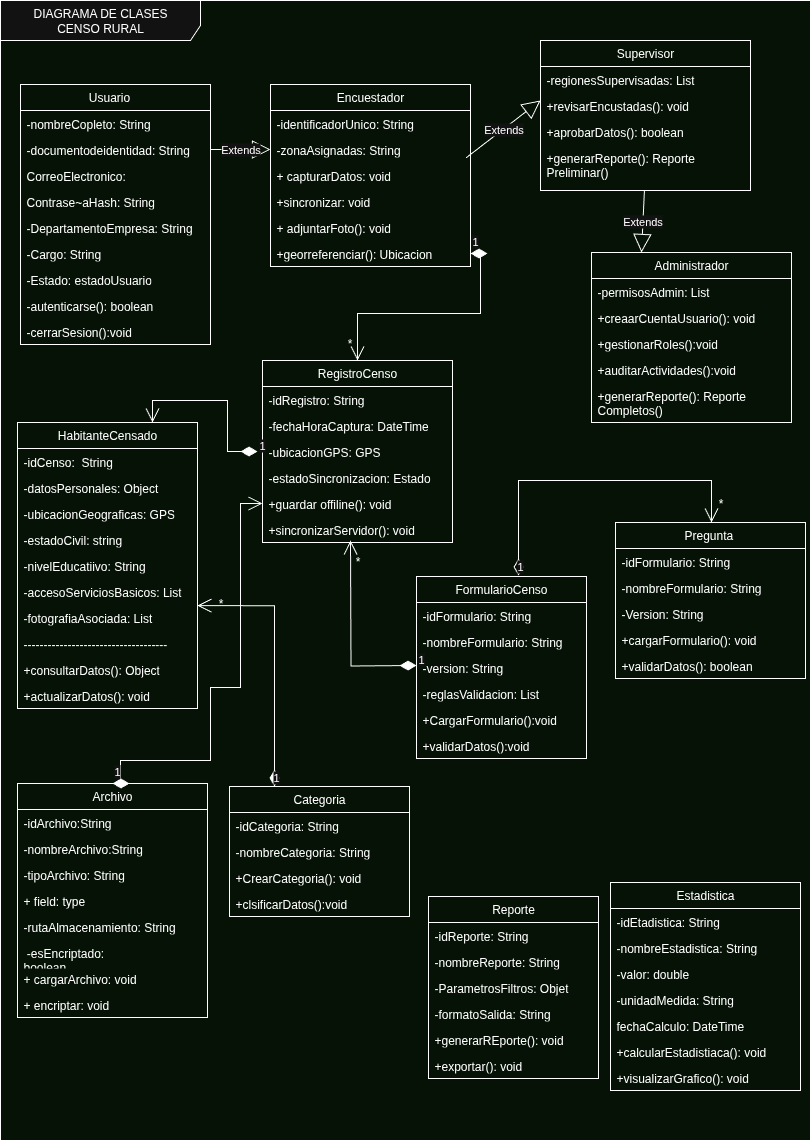 DIAGRAMA DE CLASES
CENSO RURAL
Usuario
-nombreCopleto: String
-documentodeidentidad: String
CorreoElectronico:
Contrase~aHash: String
-DepartamentoEmpresa: String
-Cargo: String
-Estado: estadoUsuario
-autenticarse(): boolean
-cerrarSesion():void
Extends
Encuestador
-identificadorUnico: String
-zonaAsignadas: String
+ capturarDatos: void
+sincronizar: void
+ adjuntarFoto(): void
+georreferenciar(): Ubicacion
Extends
Supervisor
-regionesSupervisadas: List
+revisarEncustadas(): void
+aprobarDatos(): boolean
+generarReporte(): Reporte
Preliminar()
Extends
Administrador
-permisosAdmin: List
+creaarCuentaUsuario(): void
+gestionarRoles():void
+auditarActividades():void
+generarReporte(): Reporte
Completos()
1
*
RegistroCenso
-idRegistro: String
-fechaHoraCaptura: DateTime
-ubicacionGPS: GPS
-estadoSincronizacion: Estado
+guardar offiline(): void
+sincronizarServidor(): void
1
HabitanteCensado
-idCenso:  String
-datosPersonales: Object
-ubicacionGeograficas: GPS
-estadoCivil: string
-nivelEducatiivo: String
-accesoServiciosBasicos: List
-fotografiaAsociada: List
------------------------------------
+consultarDatos(): Object
+actualizarDatos(): void
*
*
1
FormularioCenso
-idFormulario: String
-nombreFormulario: String
-version: String
-reglasValidacion: List
+CargarFormulario():void
+validarDatos():void
1
*
Pregunta
-idFormulario: String
-nombreFormulario: String
-Version: String
+cargarFormulario(): void
+validarDatos(): boolean
1
Archivo
-idArchivo:String
-nombreArchivo:String
-tipoArchivo: String
+ field: type
-rutaAlmacenamiento: String
-esEncriptado:
boolean
+ cargarArchivo: void
+ encriptar: void
1
Categoria
-idCategoria: String
-nombreCategoria: String
+CrearCategoria(): void
+clsificarDatos():void
Reporte
-idReporte: String
-nombreReporte: String
-ParametrosFiltros: Objet
-formatoSalida: String
+generarREporte(): void
+exportar(): void
Estadistica
-idEtadistica: String
-nombreEstadistica: String
-valor: double
-unidadMedida: String
fechaCalculo: DateTime
+calcularEstadistiaca(): void
+visualizarGrafico(): void